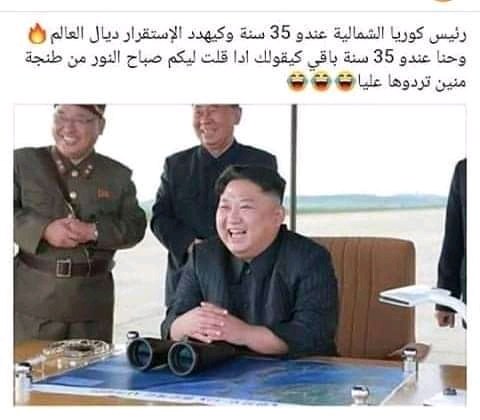 رئيس كوريا الشمالية عندو 35 سنة وكيهدد الإستقرار ديال العالم🔥
وحنا عندو 35 سنة باقي كيقولك ادا قلت ليكم صباح النور من طنجة
منين تردوها عليا😂😂😂